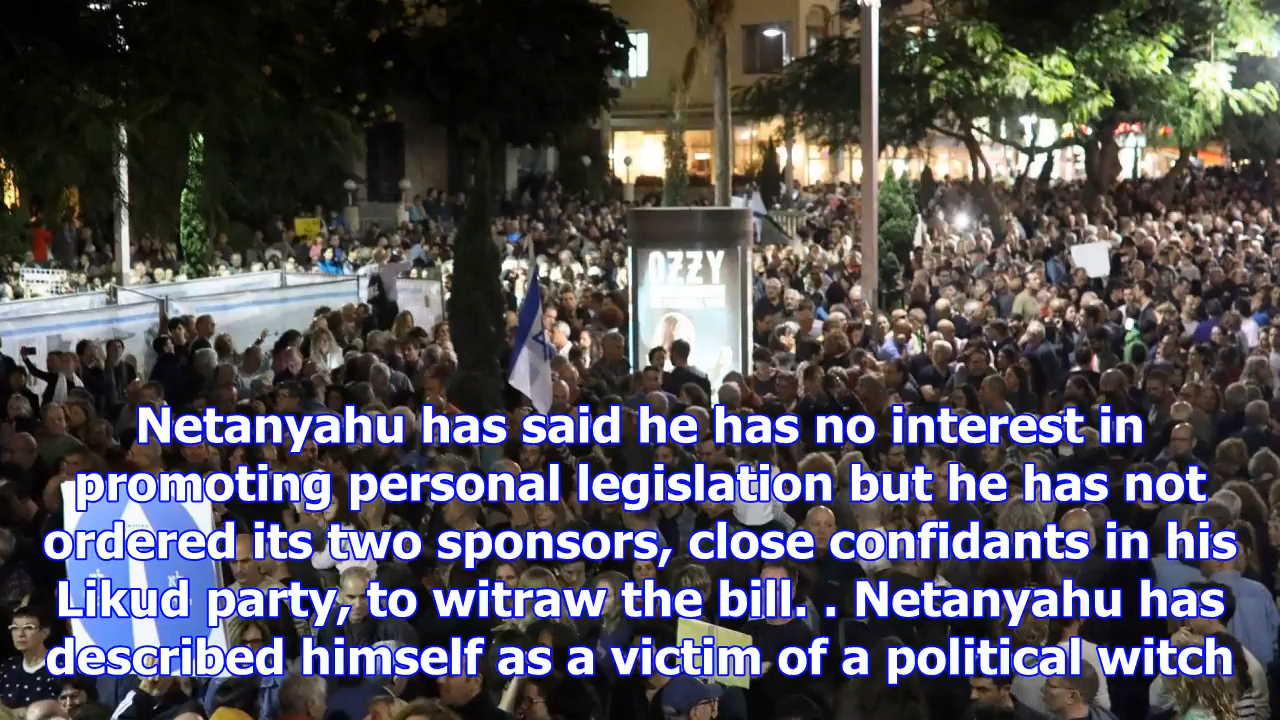 OZZY
Netanyahu has said he has no interest in
promoting personal legislation but he has not
ordered its two sponsors, close confidants in his
Likud party, to witraw the bill. . Netanyahu has
described himself as a victim of a political witch